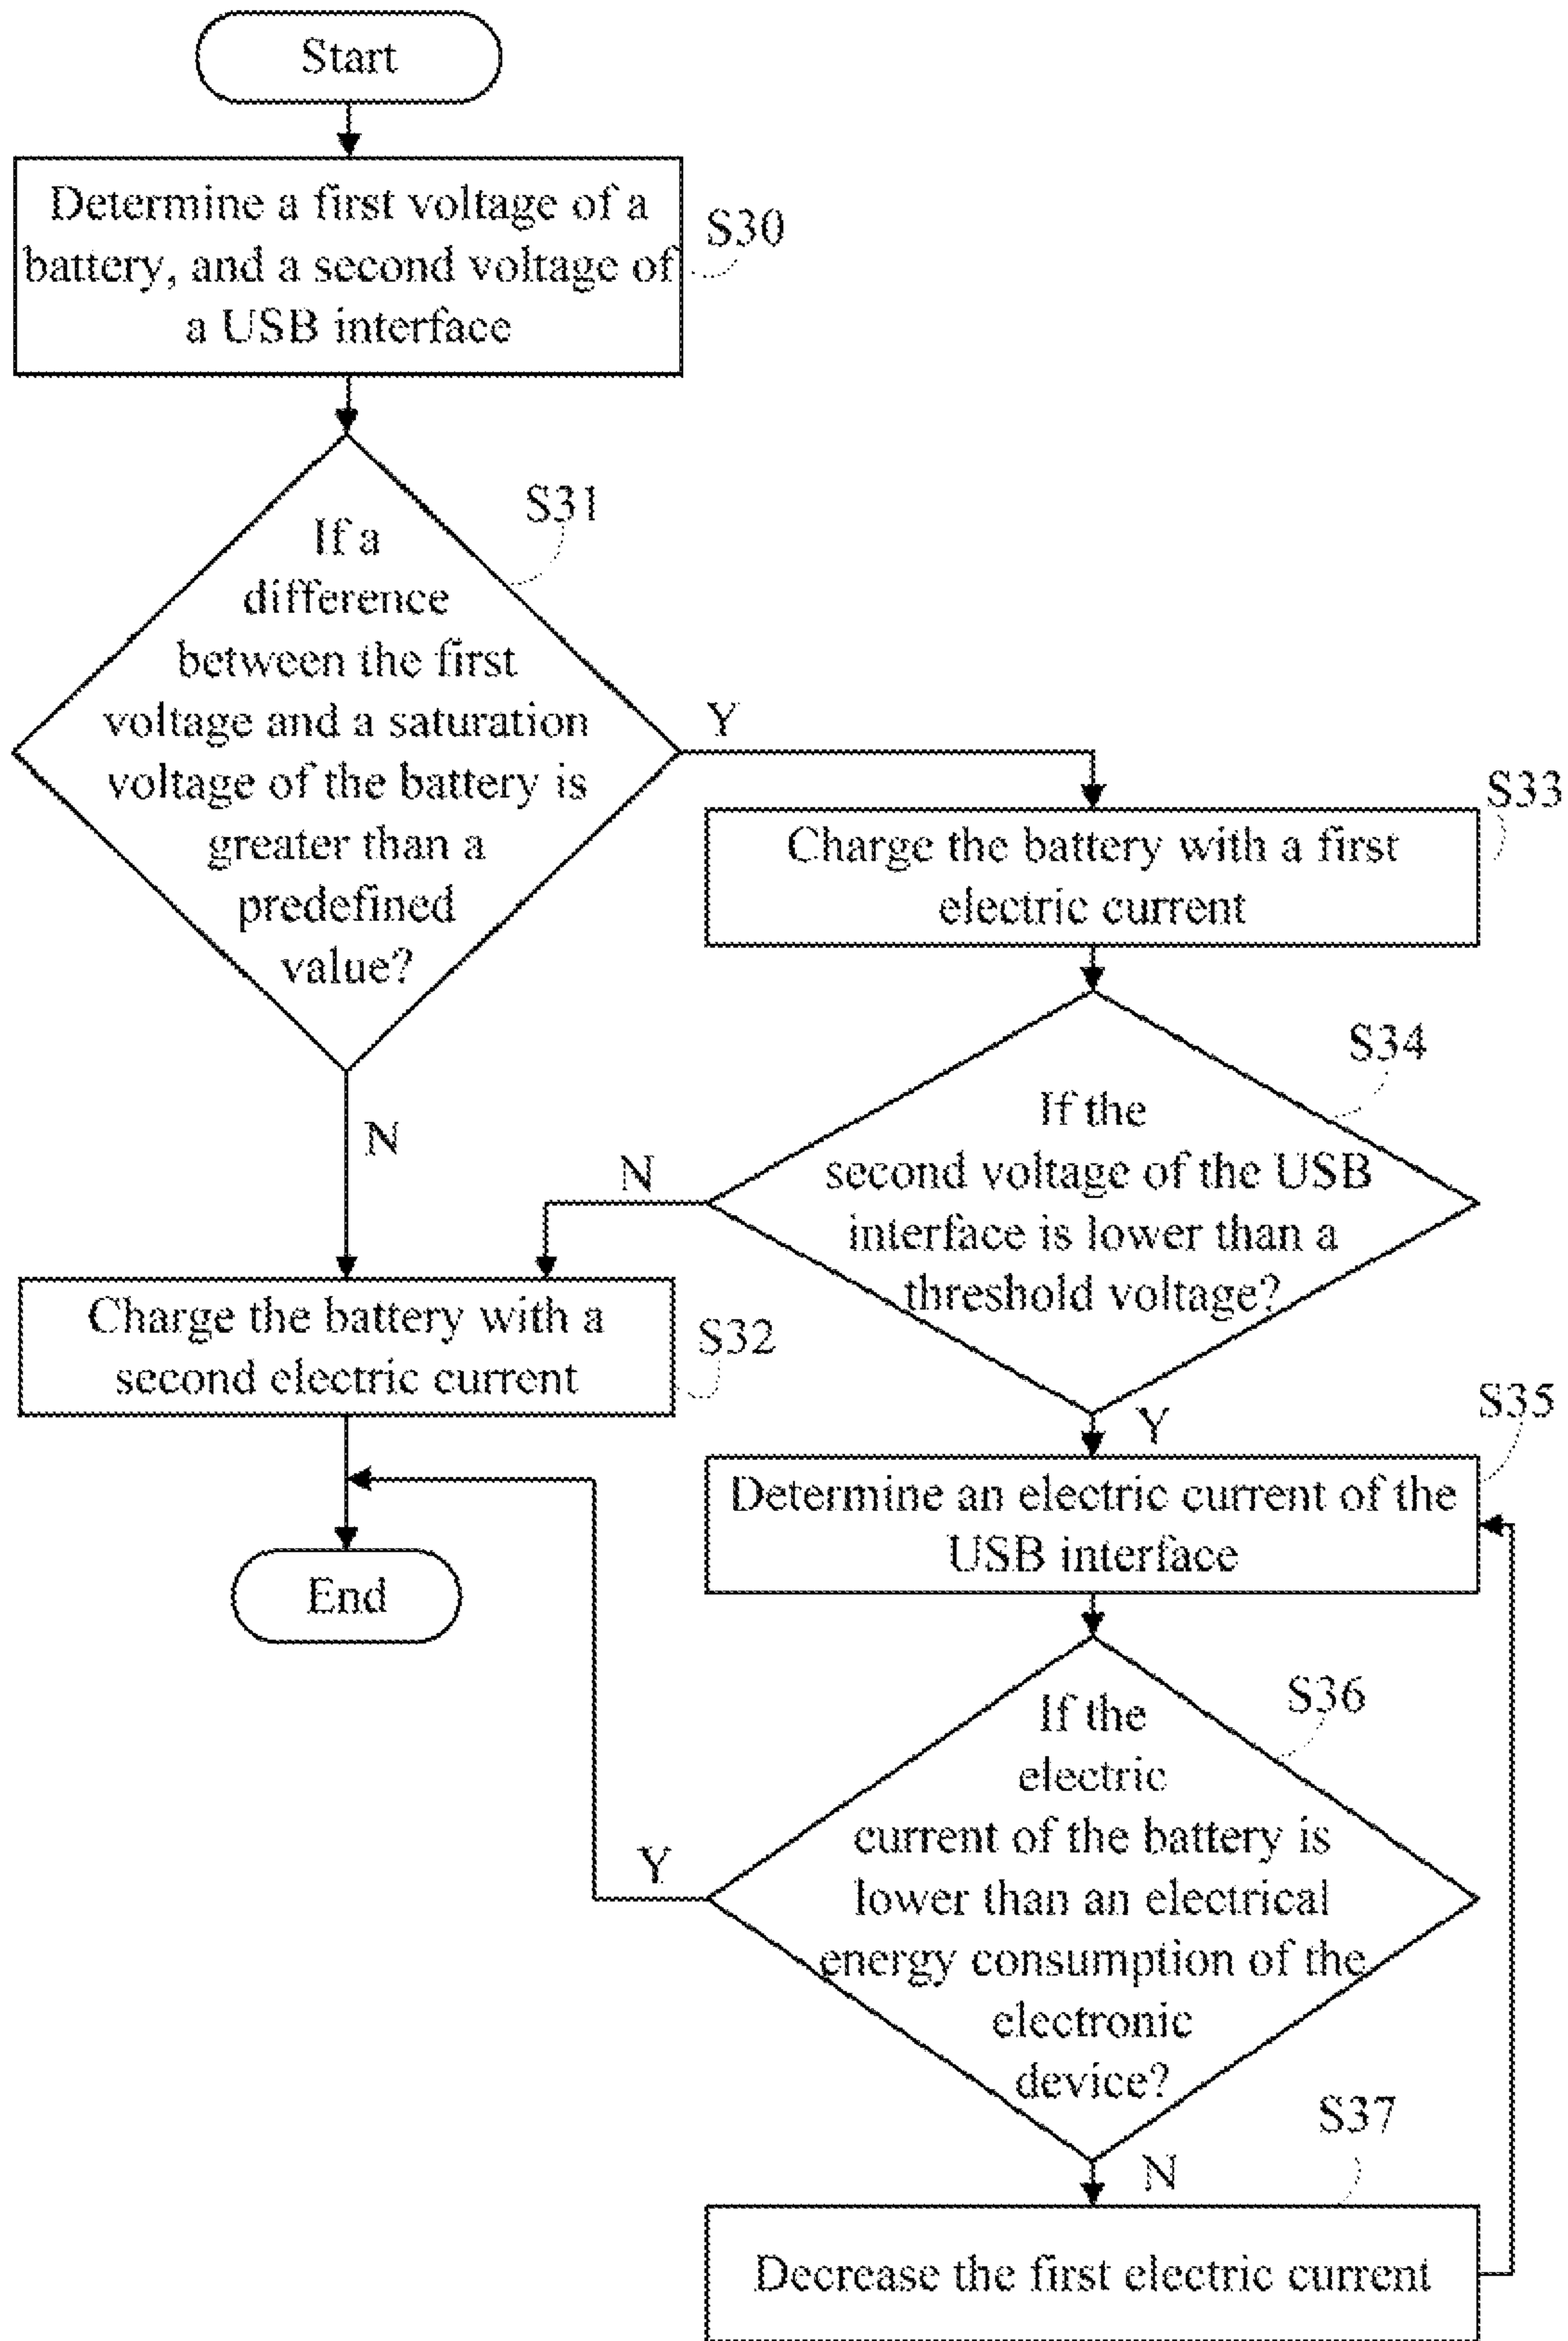 Start
Determine a first voltage of a
battery, and a second voltage of
a USB interface
S30
S31
If a
difference
between the first
voltage and a saturation
voltage of the battery is
greater than a
predefined
value?
Y
N
S33
Charge the battery with a first
electric current
S34
If the
second voltage of the USB
interface is lower than a
threshold voltage?
N
Y
Charge the battery with a
second electric current
S32
End
S35
Determine an electric current of the
USB interface
S36
If the
electric
current of the battery is
lower than an electrical
energy consumption of the
electronic
device?
Y
N
S37
Decrease the first electric current